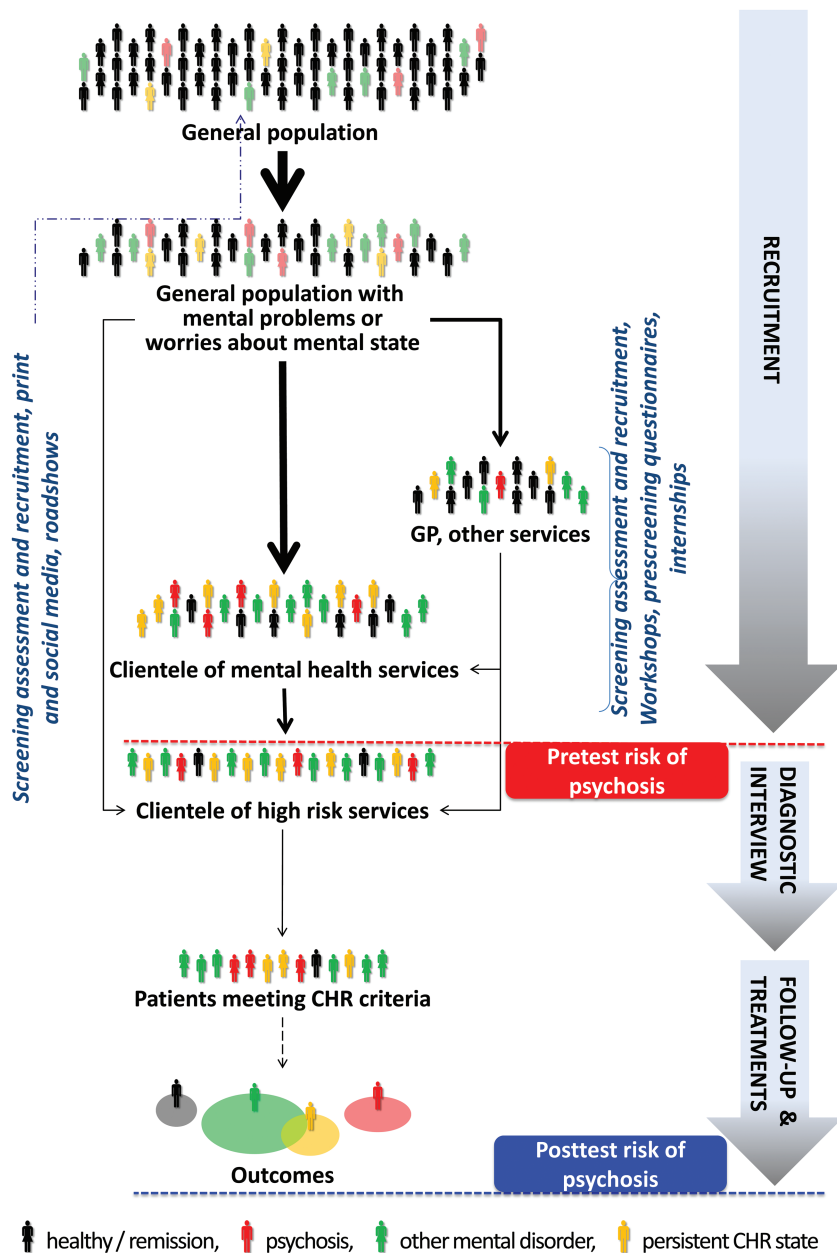 General population
General population with
mental problems or
worries about mental state
GP, other services
Clientele of mental health services
Clientele of high risk services
Patients meeting CHR criteria
Outcomes
Screening assessment and recruitment, print
and social media, roadshows
Screening assessment and recruitment,
Workshops, prescreening questionnaires,
internships
Pretest risk of
psychosis
Posttest risk of
psychosis
RECRUITMENT
DIAGNOSTIC
INTERVIEW
FOLLOW-UP &
TREATMENTS
healthy / remission, psychosis, other mental disorder, persistent CHR state